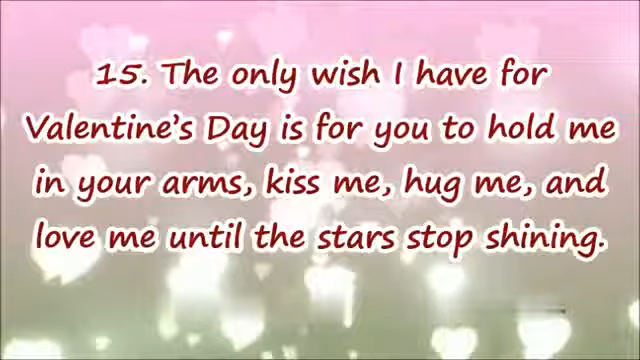 15. The only wish I have for
Valentine's Day is for you to hold me
in your arms, kiss me, hug me, and
love me until the stars stop shining.